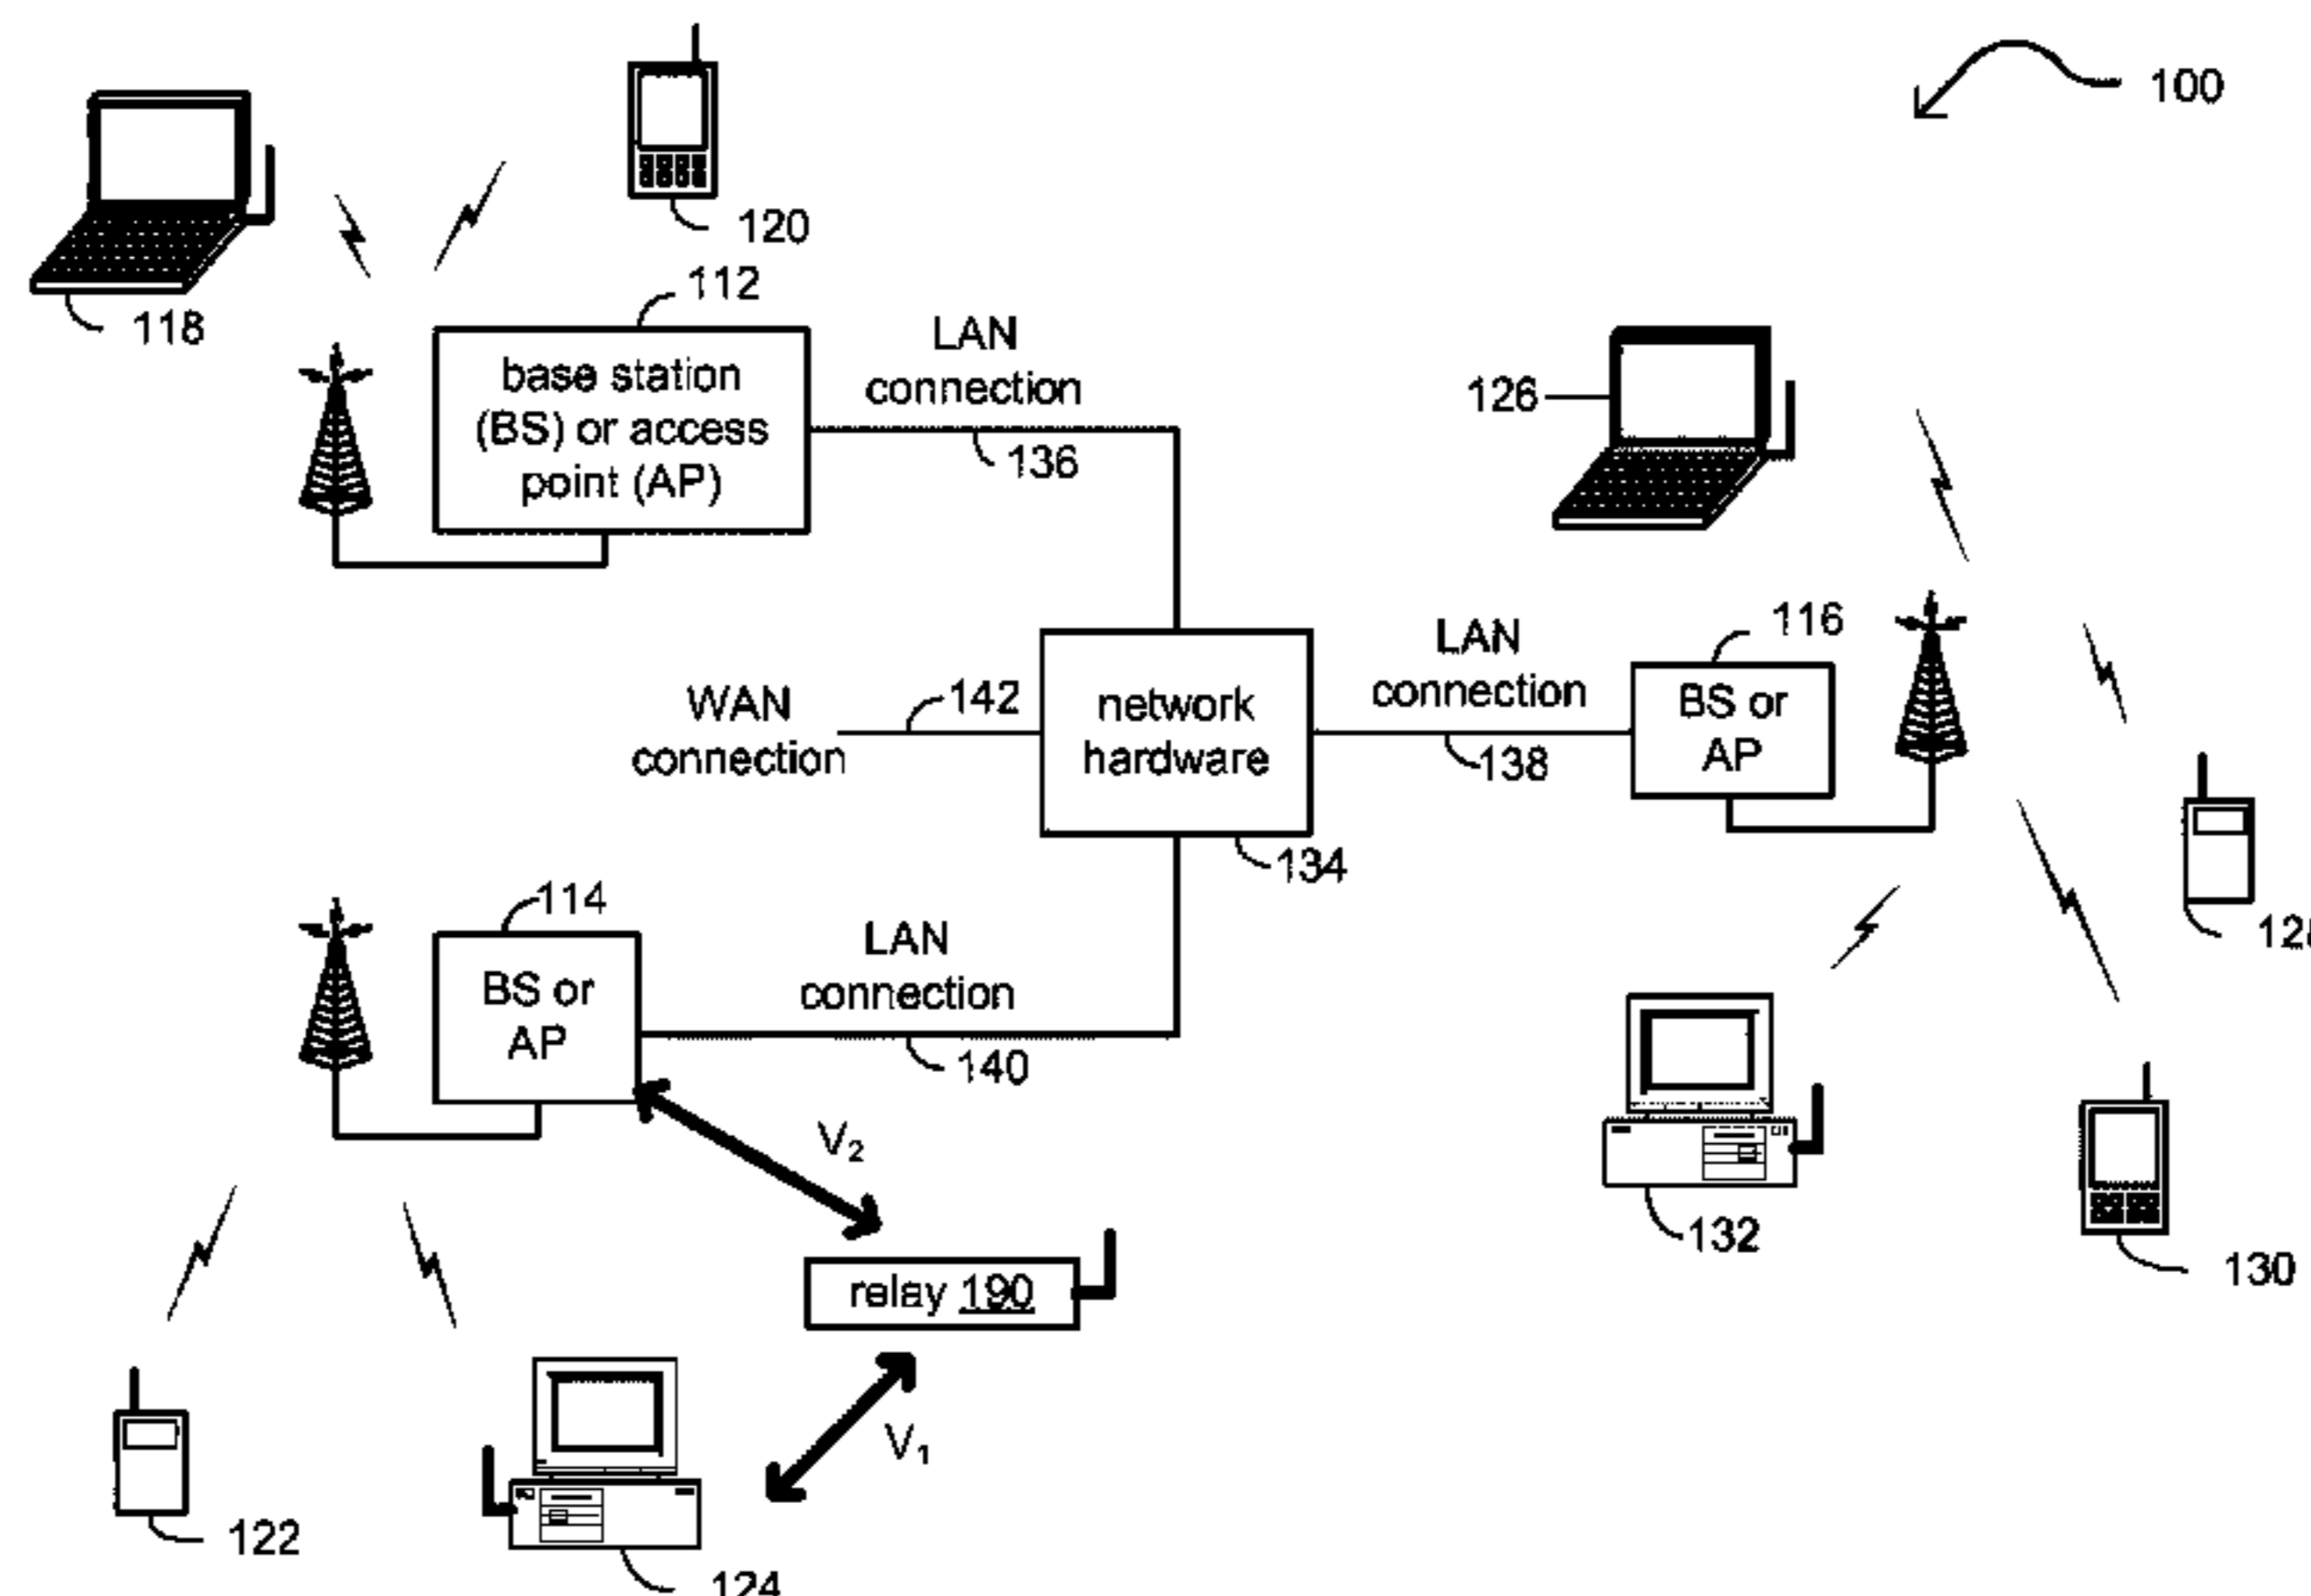 100
120
118
112
base station
(BS) or access
point (AP)
LAN
connection
136
126
116
LAN
connection
138
BS or
AP
WAN
connection
142
network
hardware
134
114
BS or
AP
LAN
connection
140
132
130
V₂
relay 190
V₁
122
124